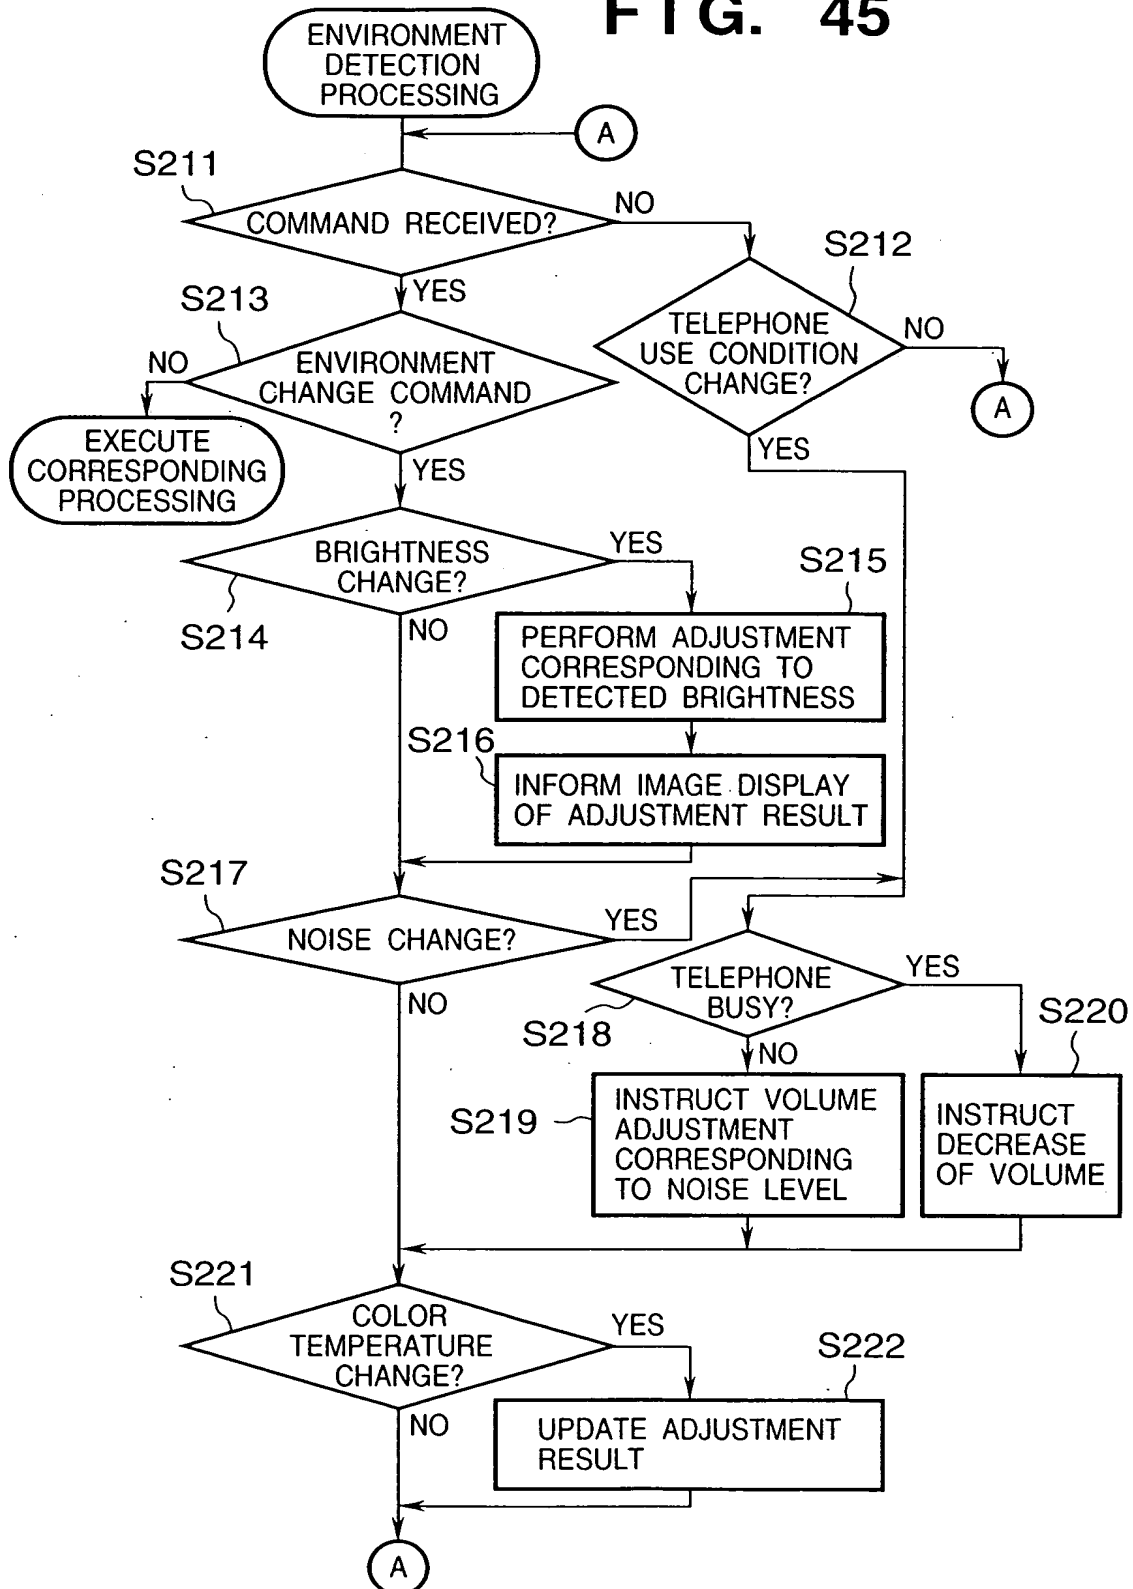 FIG. 45
ENVIRONMENT
DETECTION
PROCESSING
A
S211
COMMAND RECEIVED?
NO
YES
S212
TELEPHONE
USE CONDITION
CHANGE?
NO
A
YES
S213
ENVIRONMENT
CHANGE COMMAND
?
NO
EXECUTE
CORRESPONDING
PROCESSING
YES
BRIGHTNESS
CHANGE?
S214
YES
NO
S215
PERFORM ADJUSTMENT
CORRESPONDING TO
DETECTED BRIGHTNESS
S216
INFORM IMAGE DISPLAY
OF ADJUSTMENT RESULT
S217
NOISE CHANGE?
YES
NO
TELEPHONE
BUSY?
S218
YES
NO
S219
INSTRUCT VOLUME
ADJUSTMENT
CORRESPONDING
TO NOISE LEVEL
S220
INSTRUCT
DECREASE
OF VOLUME
S221
COLOR
TEMPERATURE
CHANGE?
YES
NO
S222
UPDATE ADJUSTMENT
RESULT
A